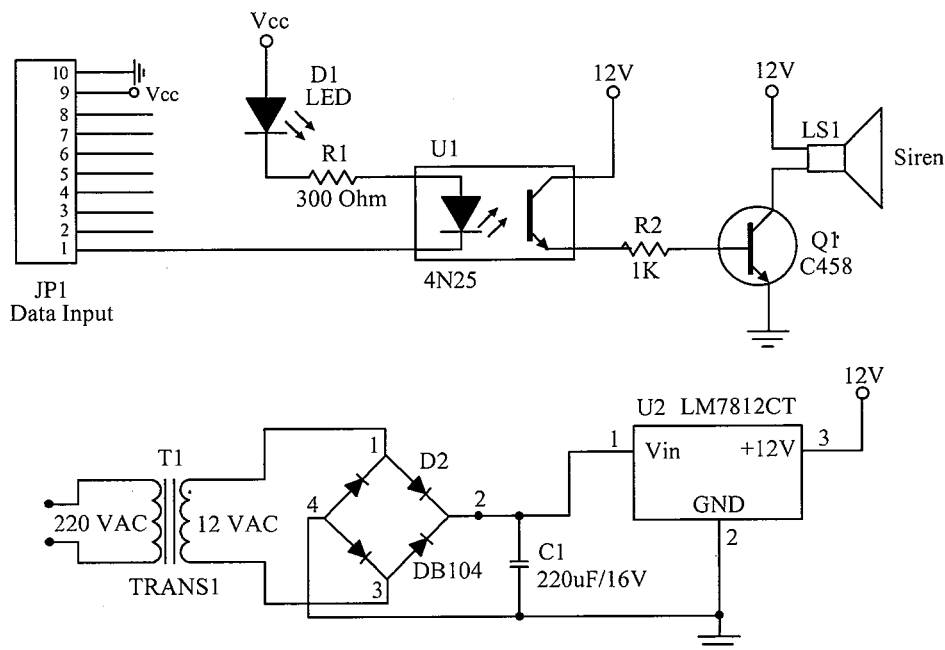 Vcc
10
9
Vcc
8
7
6
5
4
3
2
1
JP1
Data Input
D1
LED
R1
300 Ohm
U1
4N25
12V
R2
1K
12V
LS1
Siren
Q1
C458
T1
220 VAC
12 VAC
TRANS1
1
D2
4
2
3
DB104
C1
220uF/16V
U2 LM7812CT
12V
1
Vin
+12V
3
GND
2